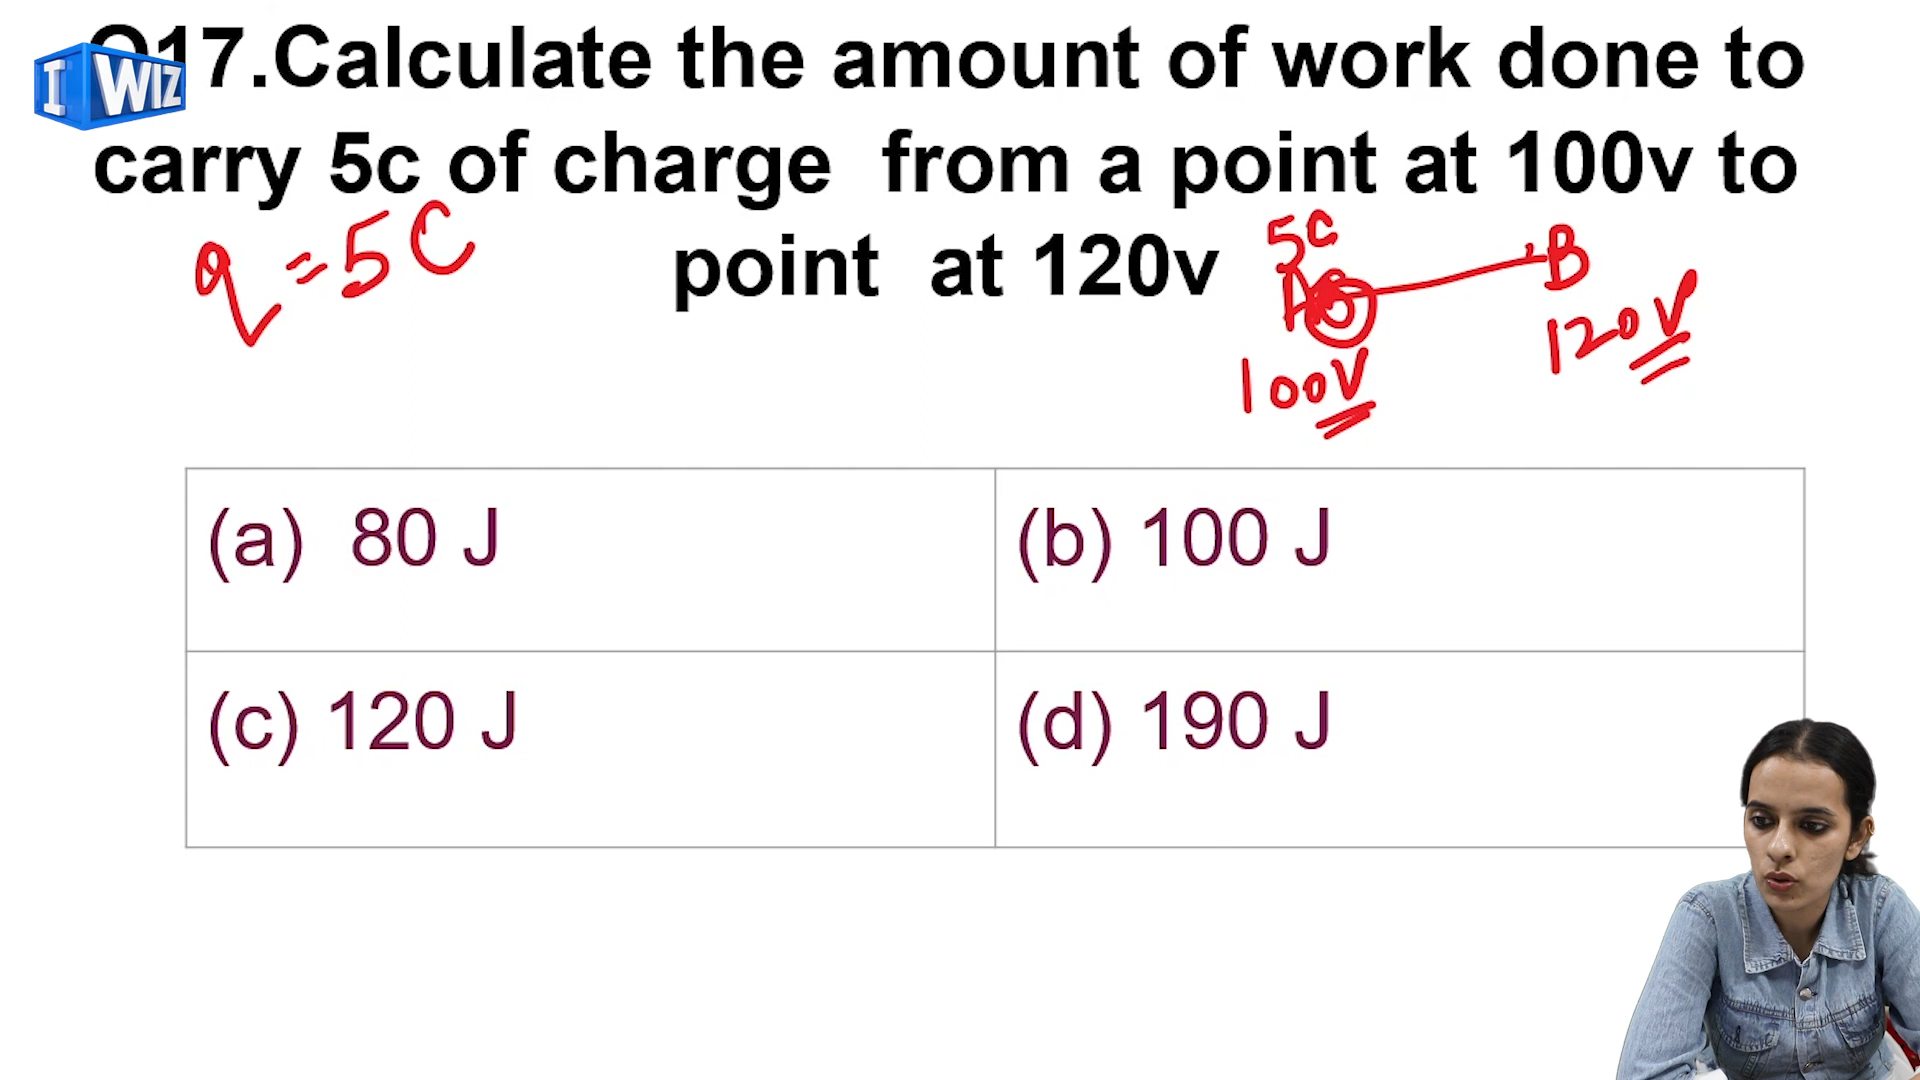 I WIZ
Q17.Calculate the amount of work done to
carry 5c of charge from a point at 100v to
point at 120v
q = 5C
5C
A
B
100V
120V
(a) 80 J
(b) 100 J
(c) 120 J
(d) 190 J